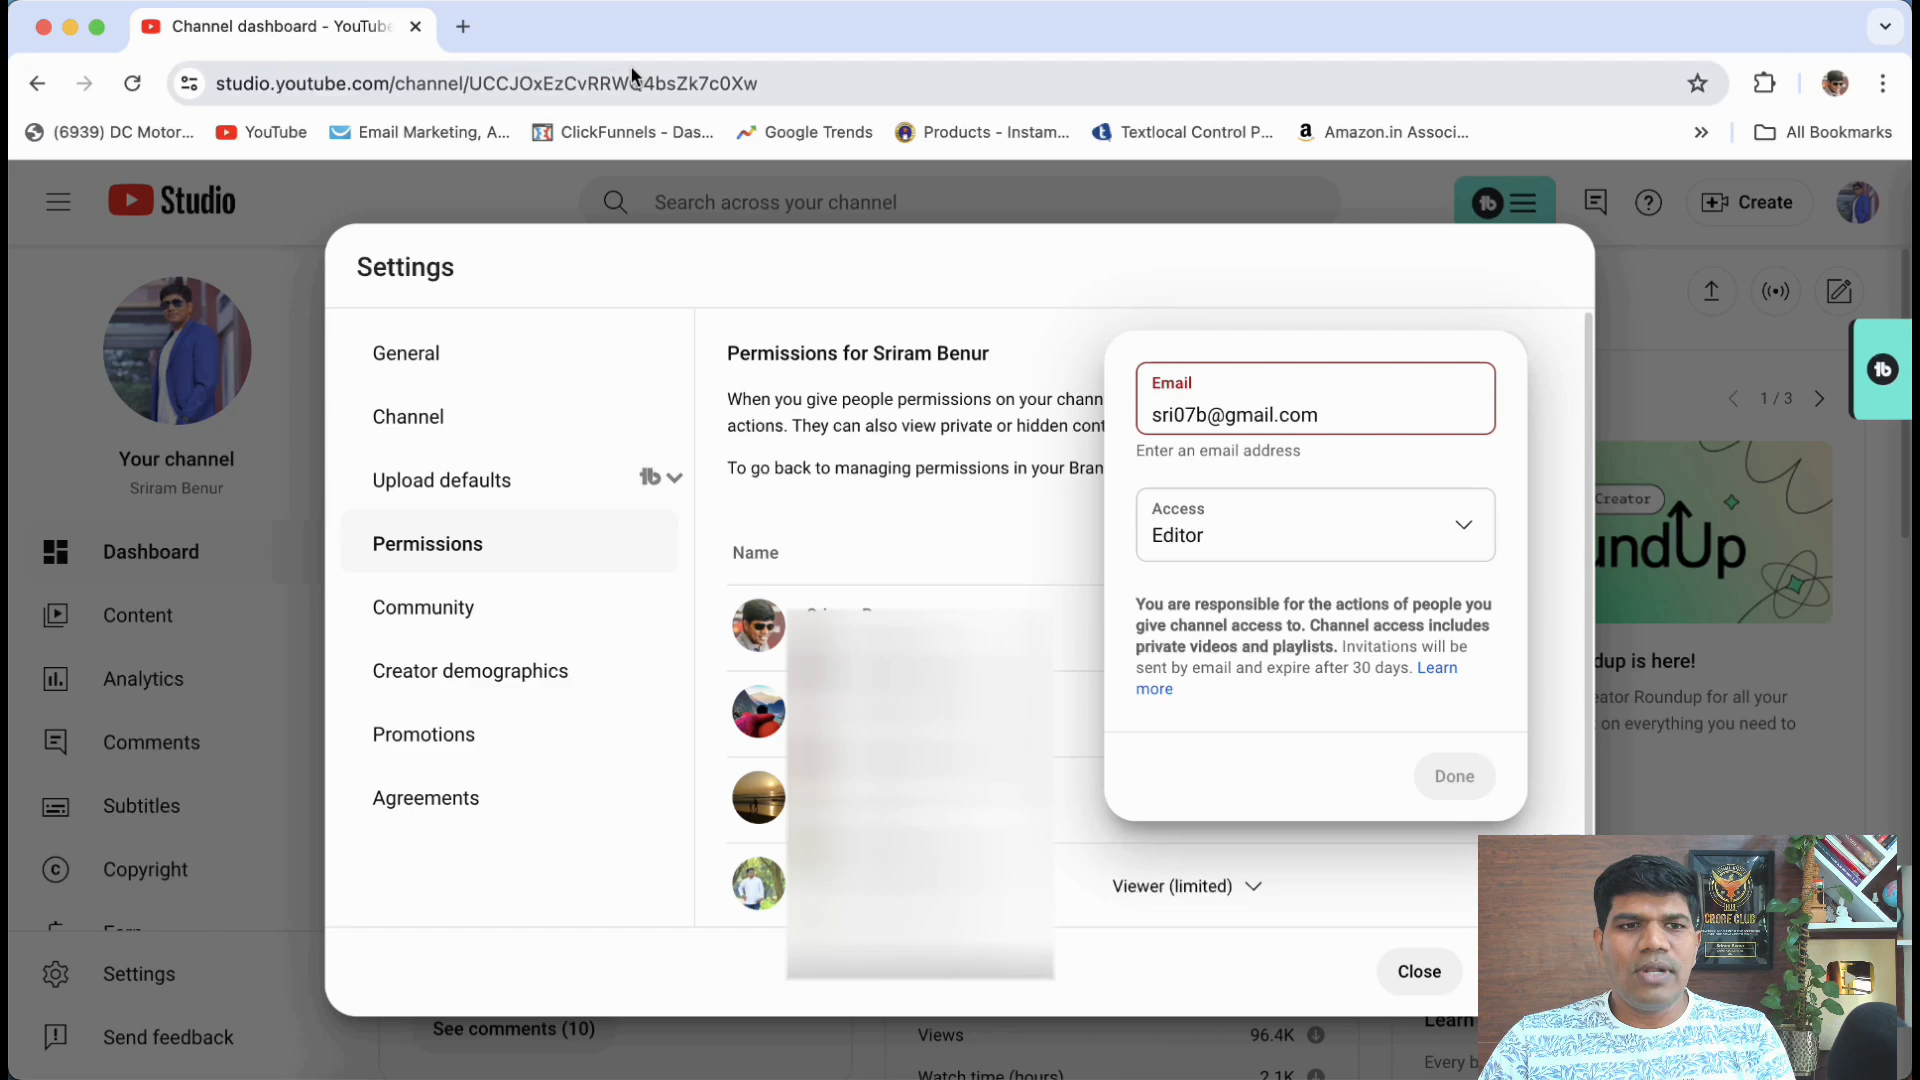 Channel dashboard - YouTube
studio.youtube.com/channel/UCCJOxEzCvRRW 4bsZk7c0Xw
(6939) DC Motor...
YouTube
Email Marketing, A...
ClickFunnels - Das...
Google Trends
Products - Instam...
Textlocal Control P...
Amazon.in Associ...
All Bookmarks
Studio
Search across your channel
Create
Settings
Your channel
Sriram Benur
Dashboard
Content
Analytics
Comments
Subtitles
Copyright
Earn
Settings
Send feedback
General
Channel
Upload defaults
Permissions
Community
Creator demographics
Promotions
Agreements
Permissions for Sriram Benur
When you give people permissions on your chann
actions. They can also view private or hidden cont
To go back to managing permissions in your Bran
Name
Email
sri07b@gmail.com
Enter an email address
Access
Editor
You are responsible for the actions of people you
give channel access to. Channel access includes
private videos and playlists. Invitations will be
sent by email and expire after 30 days. Learn
more
Done
Viewer (limited)
Close
1 / 3
Creator
undUp
dup is here!
eator Roundup for all your
on everything you need to
See comments (10)
Views
96.4K
Watch time (hours)
2.1K
Learn
Every b
CRORE CLUB
Sriram Benur